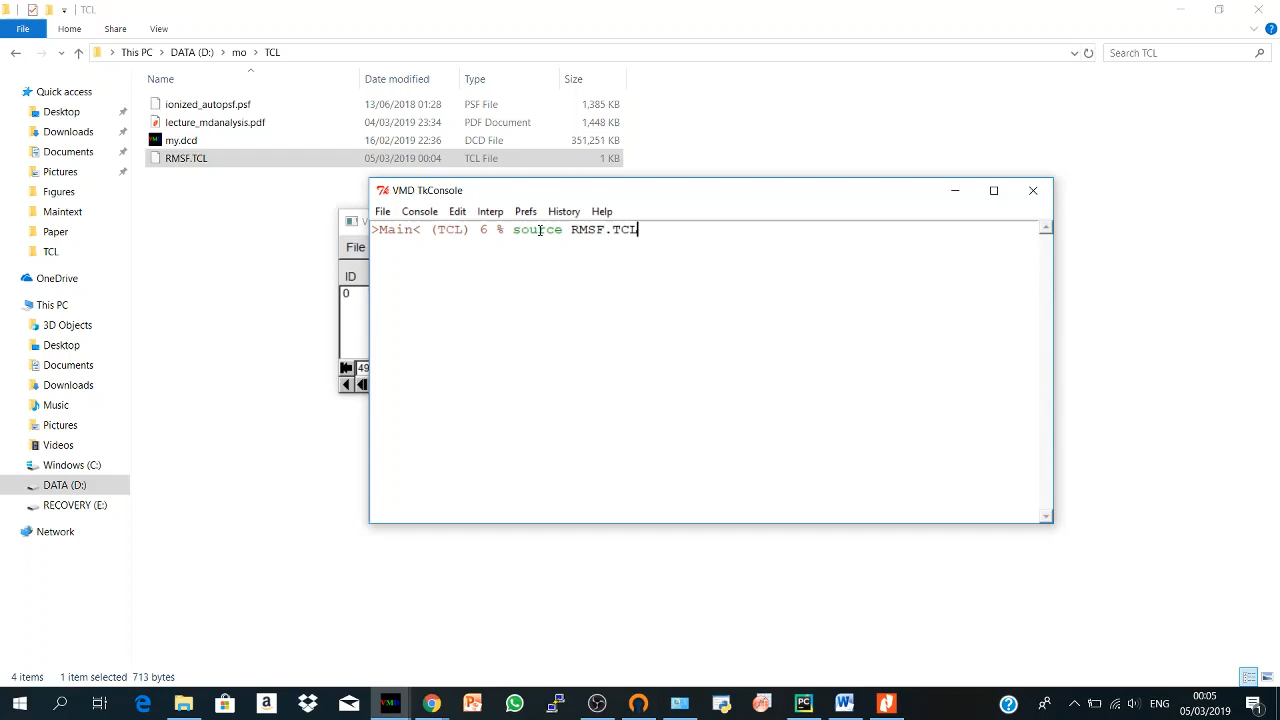 TCL
File Home Share View
This PC DATA (D:) mo TCL Search TCL
Name Date modified Type Size
Quick access
Desktop
Downloads
Documents
Pictures
Figures
Maintext
Paper
TCL
OneDrive
This PC
3D Objects
Desktop
Documents
Downloads
Music
Pictures
Videos
Windows (C:)
DATA (D:)
RECOVERY (E:)
Network
ionized_autopsf.psf 13/06/2018 01:28 PSF File 1,385 KB
lecture_mdanalysis.pdf 04/03/2019 23:34 PDF Document 1,448 KB
my.dcd 16/02/2019 22:36 DCD File 351,251 KB
RMSF.TCL 05/03/2019 00:04 TCL File 1 KB
V
File
ID
0
49
VMD TkConsole
File Console Edit Interp Prefs History Help
>Main< (TCL) 6 % source RMSF.TCL
4 items 1 item selected 713 bytes
a VMD W ENG 00:05
05/03/2019 1